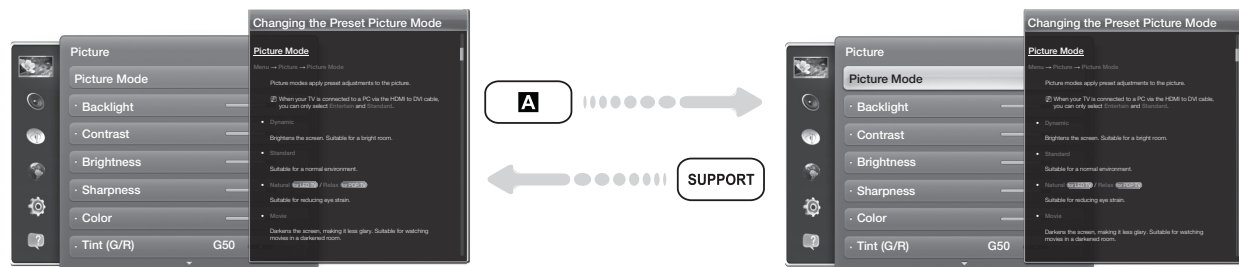 Changing the Preset Picture Mode
Picture
Picture Mode
· Backlight
· Contrast
· Brightness
· Sharpness
· Color
· Tint (G/R) G50
Picture Mode
Menu → Picture → Picture Mode
Picture modes apply preset adjustments to the picture.
When your TV is connected to a PC via the HDMI to DVI cable,
you can only select Entertain and Standard.
• Dynamic
Brightens the screen. Suitable for a bright room.
• Standard
Suitable for a normal environment.
• Natural for LED TV / Relax for PDP TV
Suitable for reducing eye strain.
• Movie
Darkens the screen, making it less glary. Suitable for watching
movies in a darkened room.
A
SUPPORT
Changing the Preset Picture Mode
Picture
Picture Mode
· Backlight
· Contrast
· Brightness
· Sharpness
· Color
· Tint (G/R) G50
Picture Mode
Menu → Picture → Picture Mode
Picture modes apply preset adjustments to the picture.
When your TV is connected to a PC via the HDMI to DVI cable,
you can only select Entertain and Standard.
• Dynamic
Brightens the screen. Suitable for a bright room.
• Standard
Suitable for a normal environment.
• Natural for LED TV / Relax for PDP TV
Suitable for reducing eye strain.
• Movie
Darkens the screen, making it less glary. Suitable for watching
movies in a darkened room.